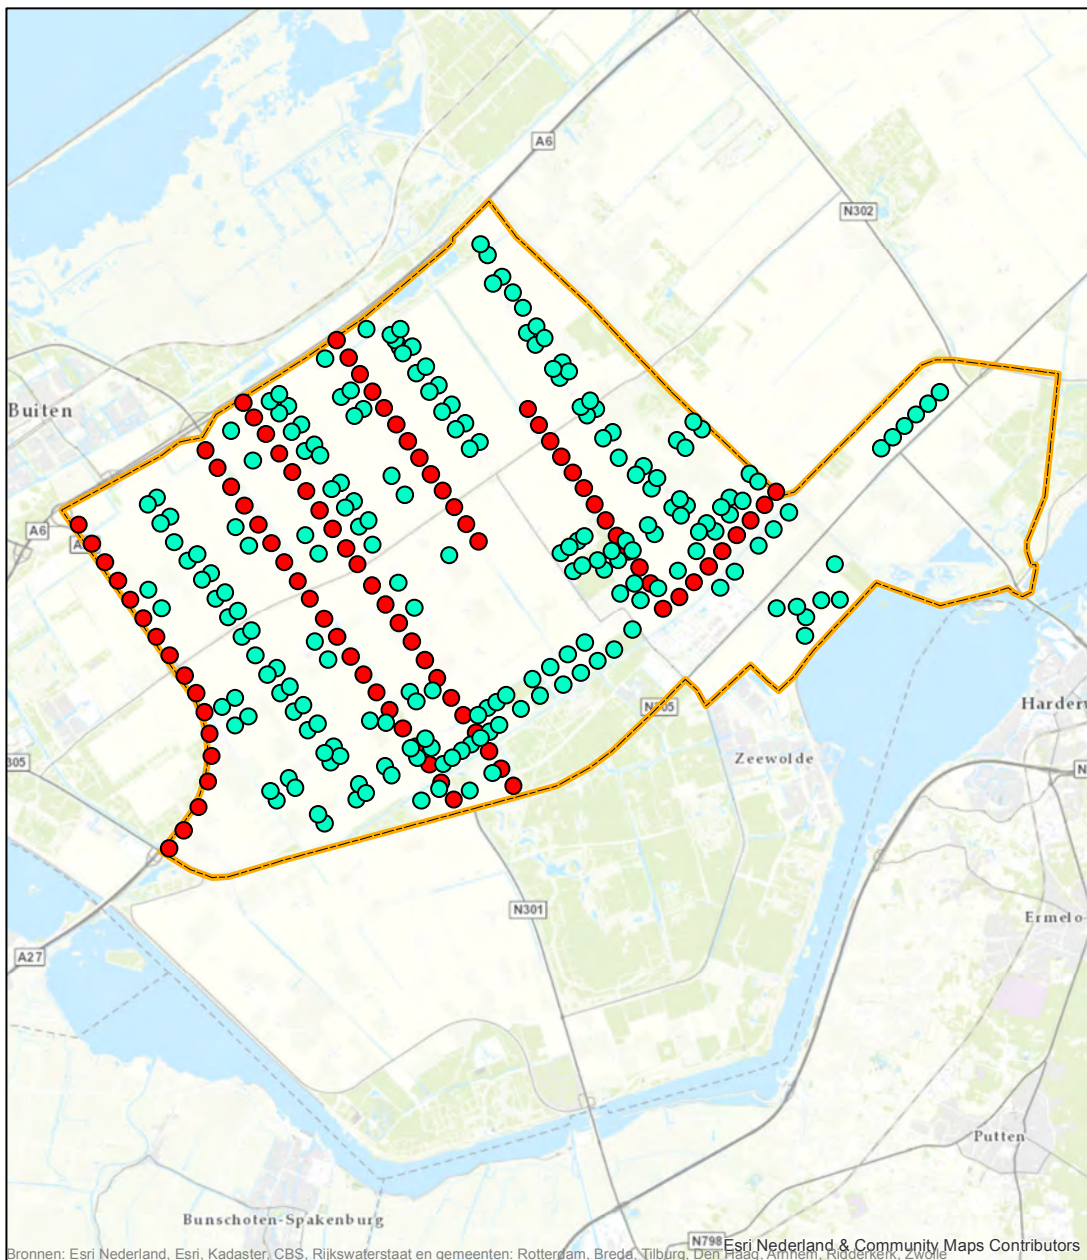 A6
N302
Buiten
A6
A
305
N305
Harderw
Zeewolde
N
N301
Ermelo
A27
Putten
Bunschoten-Spakenburg
N798
Esri Nederland & Community Maps Contributors
Bronnen: Esri Nederland, Esri, Kadaster, CBS, Rijkswaterstaat en gemeenten: Rotterdam, Breda, Tilburg, Den Haag, Arnhem, Ridderkerk, Zwolle